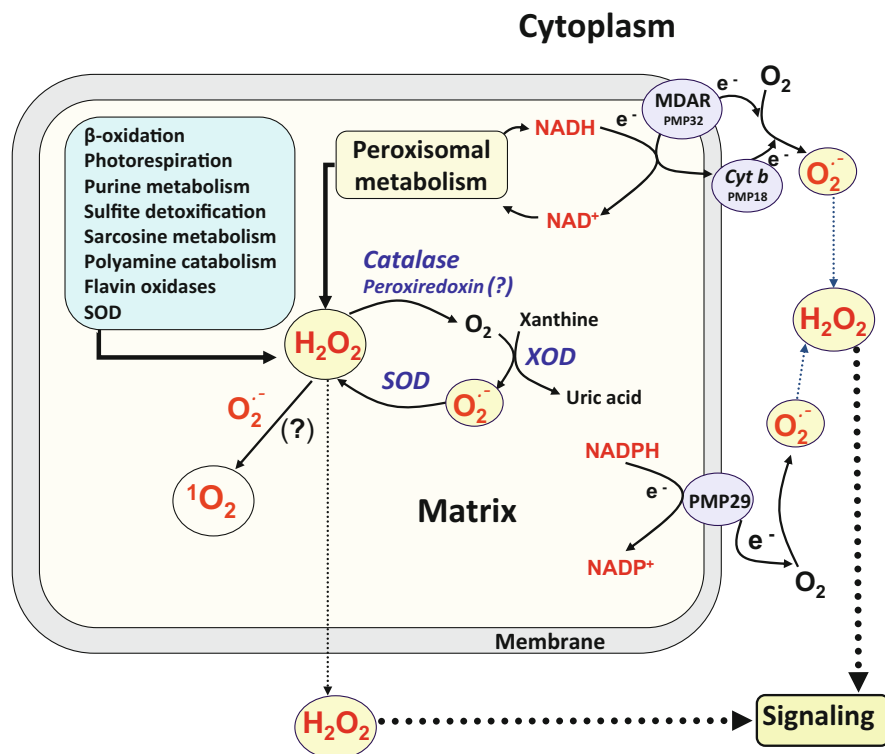 Cytoplasm
β-oxidation
Photorespiration
Purine metabolism
Sulfite detoxification
Sarcosine metabolism
Polyamine catabolism
Flavin oxidases
SOD
Peroxisomal
metabolism
NADH
NAD⁺
e⁻
MDAR
PMP32
e⁻
O₂
Cyt b
PMP18
e⁻
O₂·⁻
Catalase
Peroxiredoxin (?)
H₂O₂
O₂
Xanthine
XOD
SOD
O₂·⁻
Uric acid
H₂O₂
O₂·⁻
(?)
¹O₂
O₂·⁻
NADPH
e⁻
PMP29
Matrix
NADP⁺
e⁻
O₂
Membrane
H₂O₂
Signaling